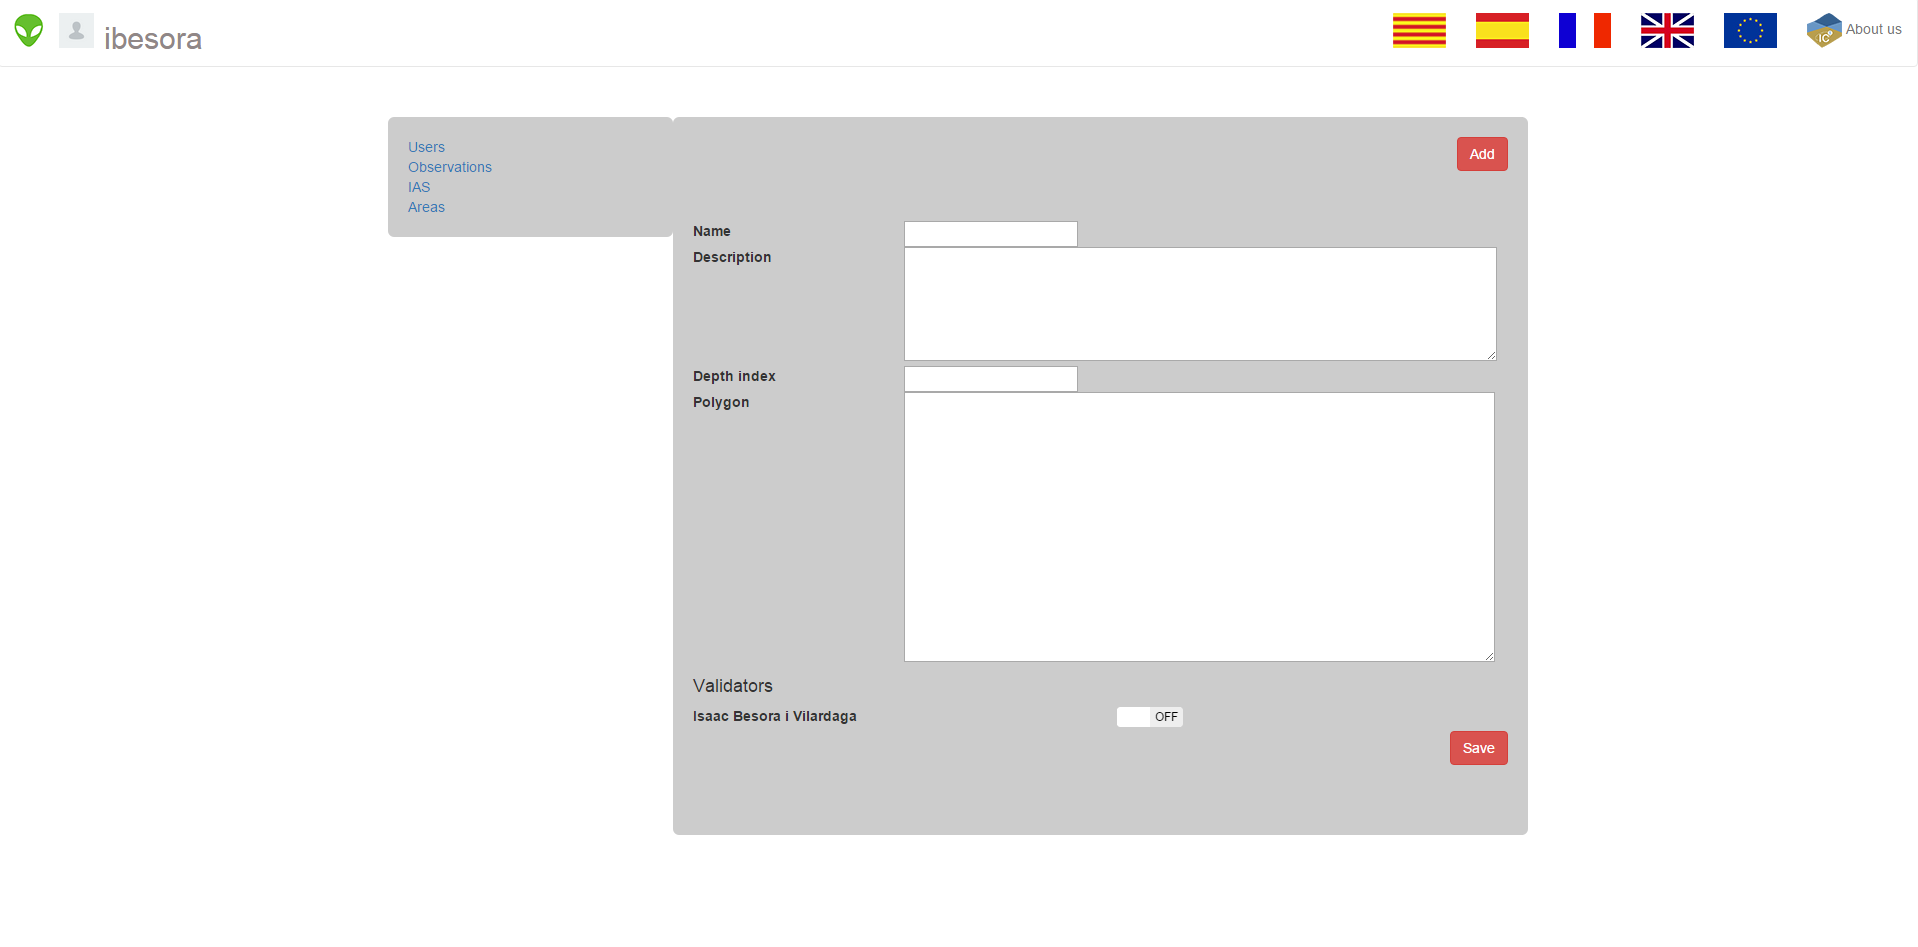 ibesora
IC
About us
Users
Observations
IAS
Areas
Add
Name
Description
Depth index
Polygon
Validators
Isaac Besora i Vilardaga
OFF
Save